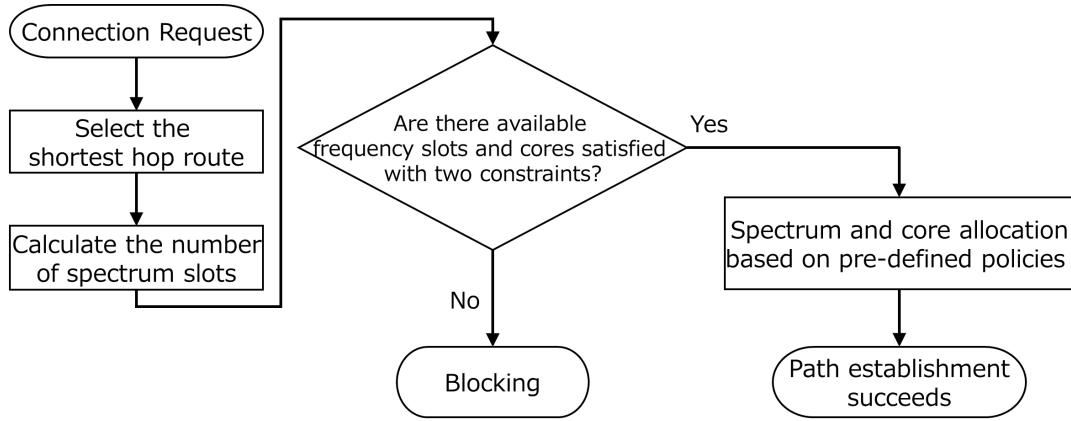 Connection Request
Select the
shortest hop route
Calculate the number
of spectrum slots
Are there available
frequency slots and cores satisfied
with two constraints?
Yes
No
Spectrum and core allocation
based on pre-defined policies
Blocking
Path establishment
succeeds